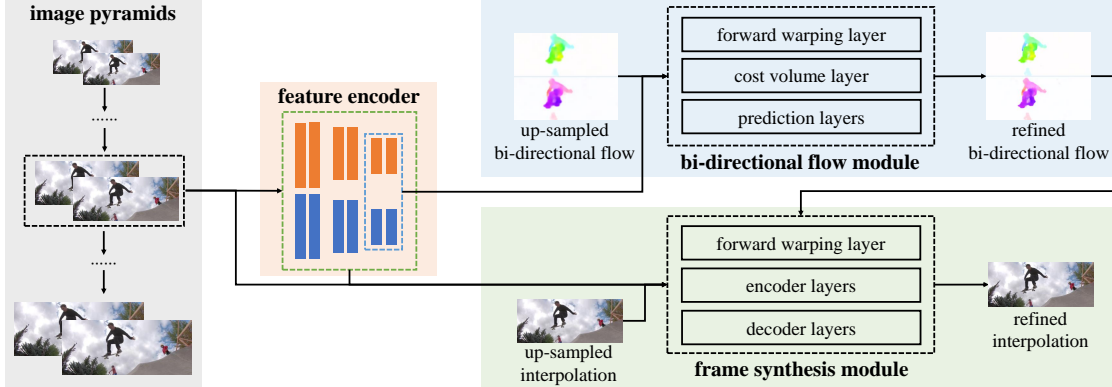 image pyramids
......
......
feature encoder
up-sampled
bi-directional flow
forward warping layer
cost volume layer
prediction layers
bi-directional flow module
refined
bi-directional flow
up-sampled
interpolation
forward warping layer
encoder layers
decoder layers
frame synthesis module
refined
interpolation